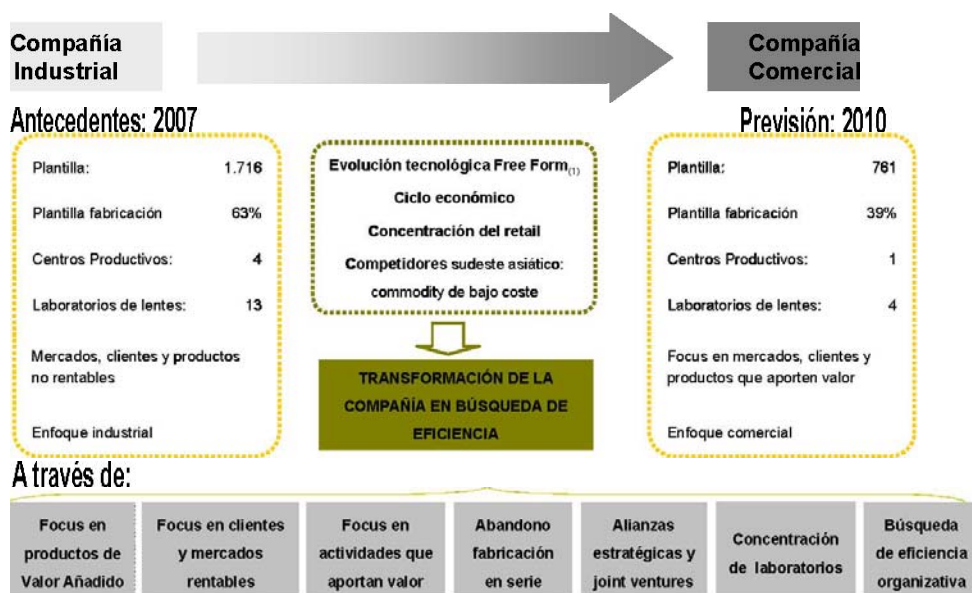 Compañía
Industrial
Compañía
Comercial
Antecedentes: 2007
Previsión: 2010
Plantilla: 1.716
Plantilla fabricación 63%
Centros Productivos: 4
Laboratorios de lentes: 13
Mercados, clientes y productos
no rentables
Enfoque industrial
Evolución tecnológica Free Form(1)
Ciclo económico
Concentración del retail
Competidores sudeste asiático:
commodity de bajo coste
TRANSFORMACIÓN DE LA
COMPAÑÍA EN BÚSQUEDA DE
EFICIENCIA
Plantilla: 761
Plantilla fabricación 39%
Centros Productivos: 1
Laboratorios de lentes: 4
Focus en mercados, clientes y
productos que aporten valor
Enfoque comercial
A través de:
Focus en
productos de
Valor Añadido
Focus en clientes
y mercados
rentables
Focus en
actividades que
aportan valor
Abandono
fabricación
en serie
Alianzas
estratégicas y
joint ventures
Concentración
de laboratorios
Búsqueda
de eficiencia
organizativa